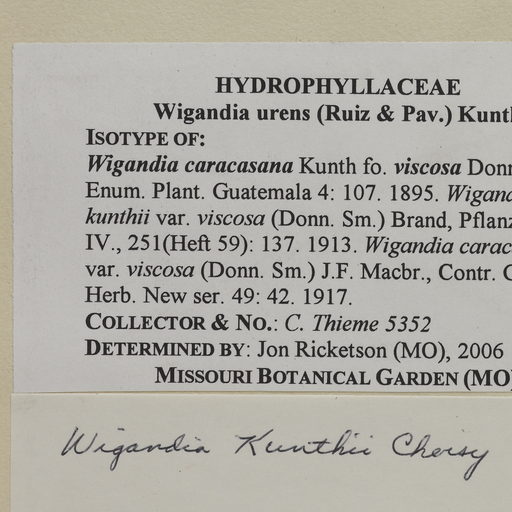 HYDROPHYLLACEAE
Wigandia urens (Ruiz & Pav.) Kunth
ISOTYPE OF:
Wigandia caracasana Kunth fo. viscosa Donn
Enum. Plant. Guatemala 4: 107. 1895. Wigand
kunthii var. viscosa (Donn. Sm.) Brand, Pflanz
IV., 251(Heft 59): 137. 1913. Wigandia carac
var. viscosa (Donn. Sm.) J.F. Macbr., Contr. G
Herb. New ser. 49: 42. 1917.
COLLECTOR & NO.: C. Thieme 5352
DETERMINED BY: Jon Ricketson (MO), 2006
MISSOURI BOTANICAL GARDEN (MO)
Wigandia Kunthii Choisy